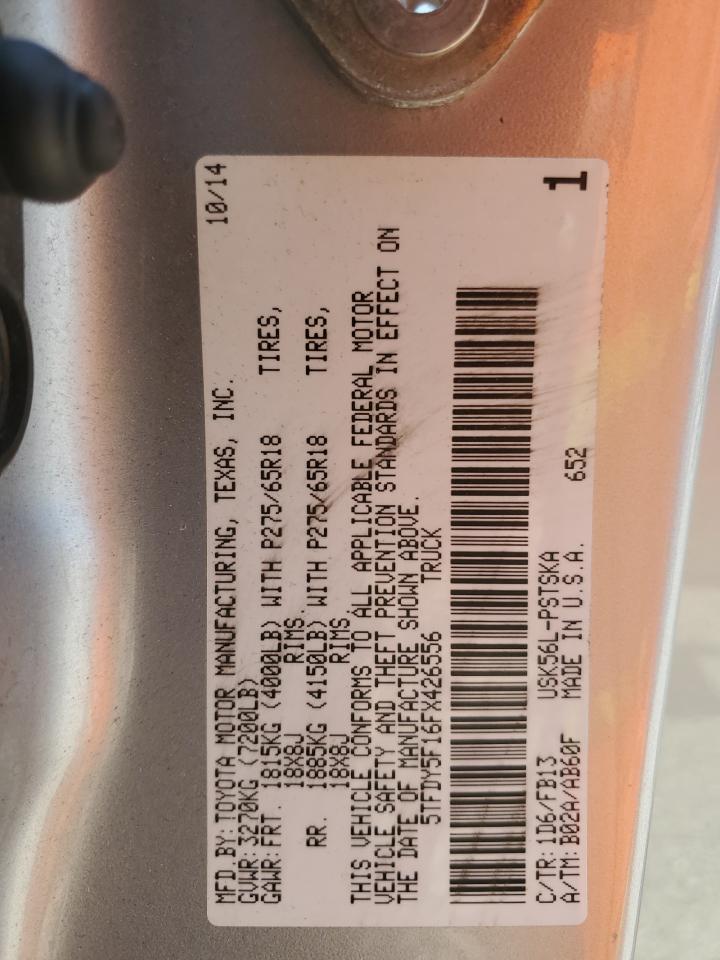 MFD.BY:TOYOTA MOTOR MANUFACTURING, TEXAS, INC. 10/14
GVWR:3270KG (7200LB)
GAWR:FRT. 1815KG (4000LB) WITH P275/65R18 TIRES,
18X8J RIMS.
RR. 1885KG (4150LB) WITH P275/65R18 TIRES,
18X8J RIMS.
THIS VEHICLE CONFORMS TO ALL APPLICABLE FEDERAL MOTOR
VEHICLE SAFETY AND THEFT PREVENTION STANDARDS IN EFFECT ON
THE DATE OF MANUFACTURE SHOWN ABOVE.
5TFDY5F16FX426556 TRUCK
C/TR:1D6/FB13 USK56L-PSTSKA
A/TM:B02A/AB60F MADE IN U.S.A. 652
1